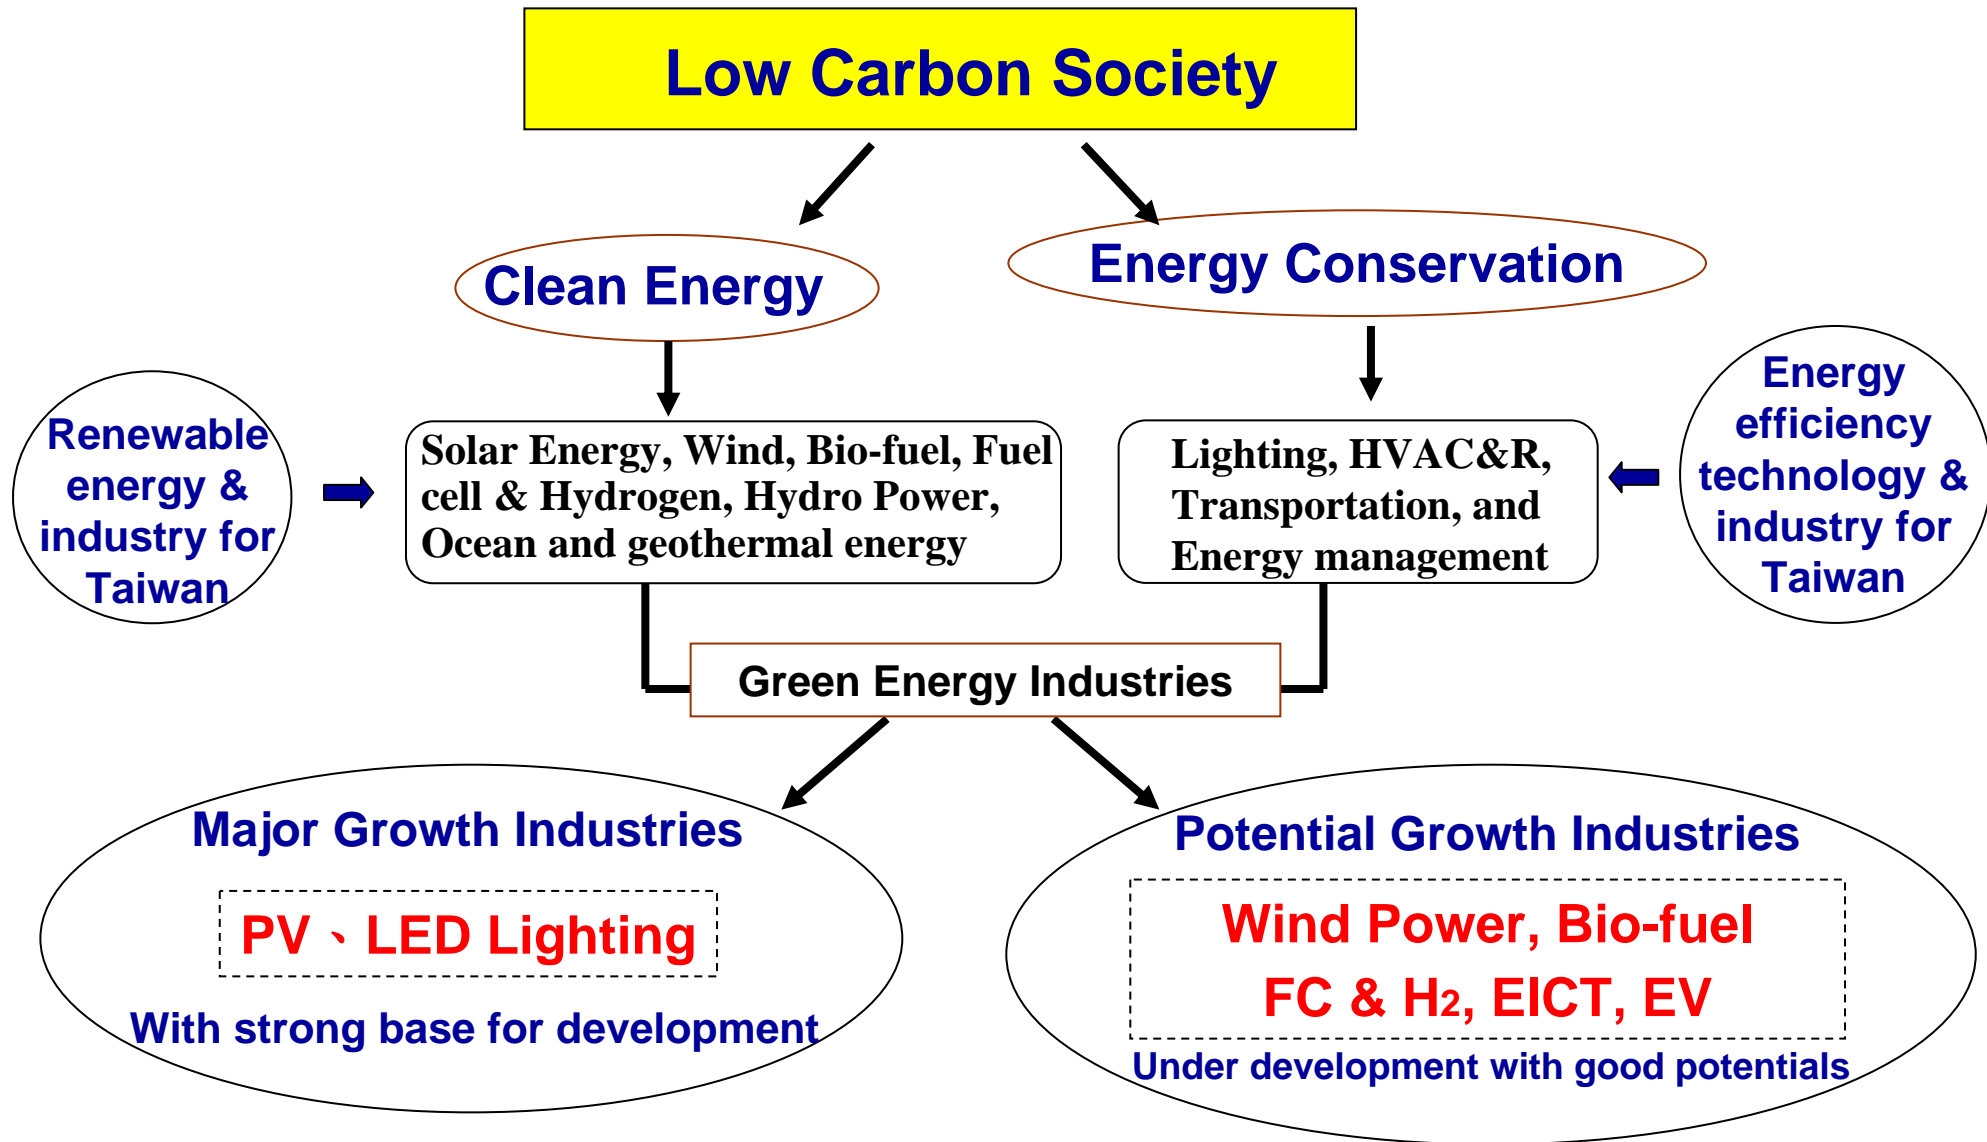 Low Carbon Society
Clean Energy
Energy Conservation
Renewable
energy &
industry for
Taiwan
Solar Energy, Wind, Bio-fuel, Fuel
cell & Hydrogen, Hydro Power,
Ocean and geothermal energy
Lighting, HVAC&R,
Transportation, and
Energy management
Energy
efficiency
technology &
industry for
Taiwan
Green Energy Industries
Major Growth Industries
PV、LED Lighting
With strong base for development
Potential Growth Industries
Wind Power, Bio-fuel
FC & H2, EICT, EV
Under development with good potentials